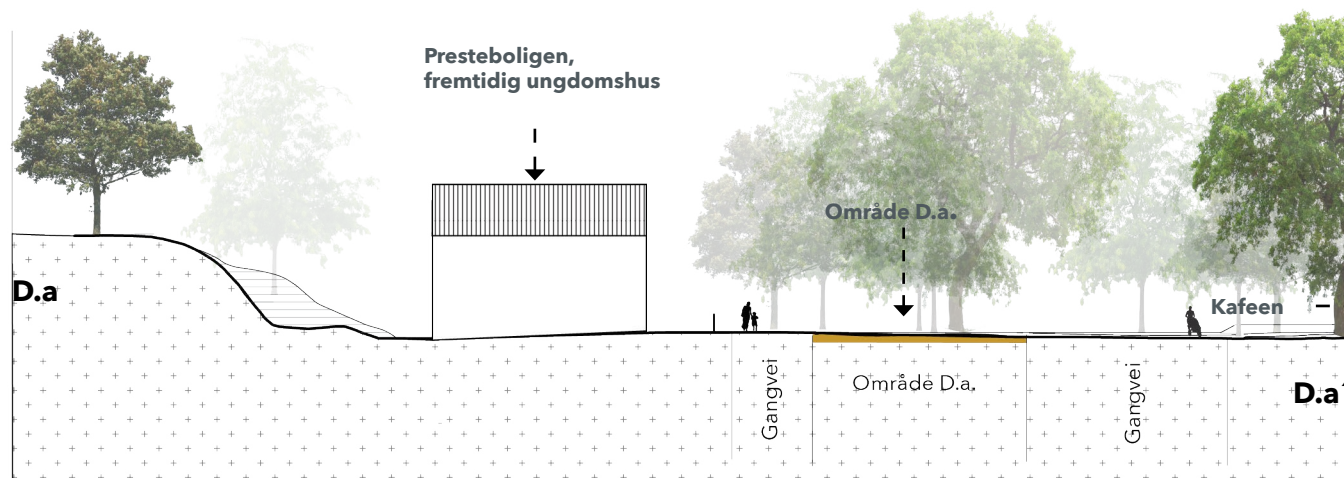 Presteboligen,
fremtidig ungdomshus
Område D.a.
D.a
Kafeen
Gangvei
Område D.a.
Gangvei
D.a